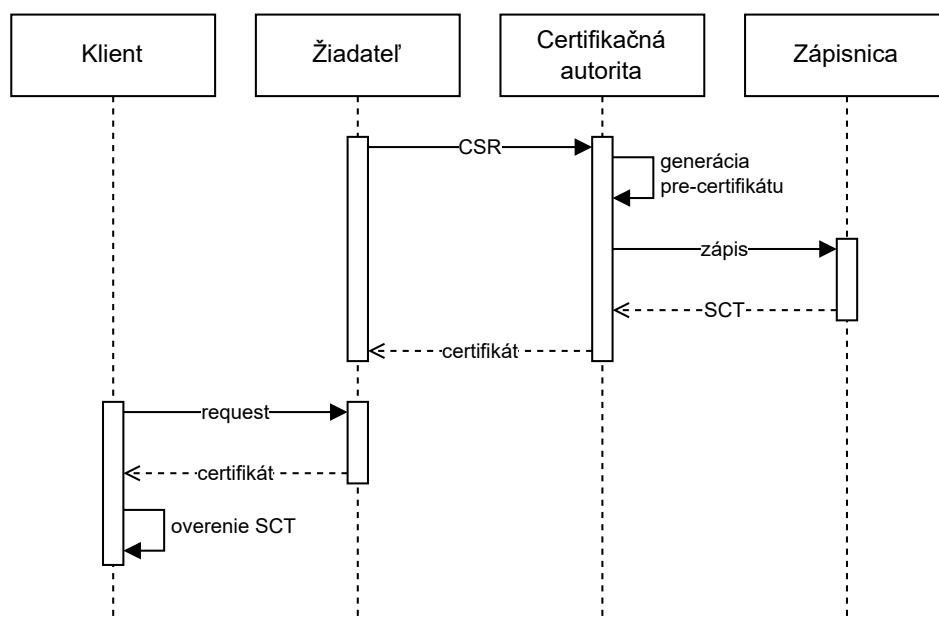 Klient
Žiadateľ
Certifikačná
autorita
Zápisnica
CSR
generácia
pre-certifikátu
zápis
SCT
certifikát
request
certifikát
overenie SCT